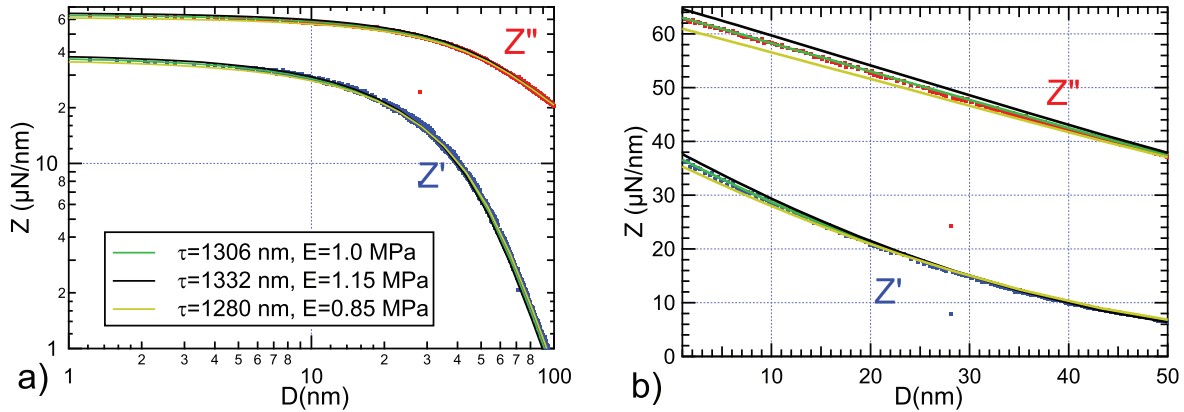 6
4
2
10
8
6
4
2
1
Z (µN/nm)
Z"
Z'
τ=1306 nm, E=1.0 MPa
τ=1332 nm, E=1.15 MPa
τ=1280 nm, E=0.85 MPa
1 2 3 4 5 6 7 8 10 2 3 4 5 6 7 8 100
D(nm)
a)
60
50
40
30
20
10
0
Z (µN/nm)
Z"
Z'
10 20 30 40 50
D(nm)
b)